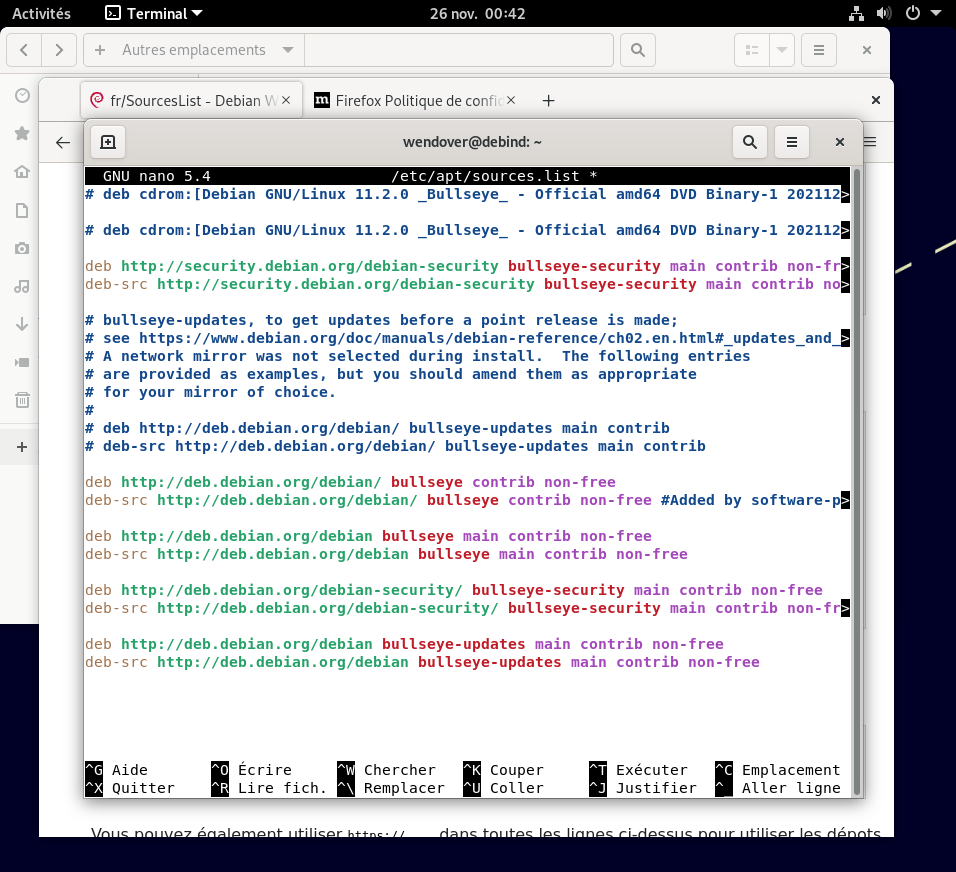 Activités Terminal 26 nov. 00:42
Autres emplacements
fr/SourcesList - Debian W Firefox Politique de confid
wendover@debind: ~
GNU nano 5.4 /etc/apt/sources.list *
# deb cdrom:[Debian GNU/Linux 11.2.0 _Bullseye_ - Official amd64 DVD Binary-1 202112>
# deb cdrom:[Debian GNU/Linux 11.2.0 _Bullseye_ - Official amd64 DVD Binary-1 202112>
deb http://security.debian.org/debian-security bullseye-security main contrib non-fr>
deb-src http://security.debian.org/debian-security bullseye-security main contrib no>
# bullseye-updates, to get updates before a point release is made;
# see https://www.debian.org/doc/manuals/debian-reference/ch02.en.html#_updates_and_>
# A network mirror was not selected during install.  The following entries
# are provided as examples, but you should amend them as appropriate
# for your mirror of choice.
#
# deb http://deb.debian.org/debian/ bullseye-updates main contrib
# deb-src http://deb.debian.org/debian/ bullseye-updates main contrib
deb http://deb.debian.org/debian/ bullseye contrib non-free
deb-src http://deb.debian.org/debian/ bullseye contrib non-free #Added by software-p>
deb http://deb.debian.org/debian bullseye main contrib non-free
deb-src http://deb.debian.org/debian bullseye main contrib non-free
deb http://deb.debian.org/debian-security/ bullseye-security main contrib non-free
deb-src http://deb.debian.org/debian-security/ bullseye-security main contrib non-fr>
deb http://deb.debian.org/debian bullseye-updates main contrib non-free
deb-src http://deb.debian.org/debian bullseye-updates main contrib non-free
^G Aide ^O Écrire ^W Chercher ^K Couper ^T Exécuter ^C Emplacement
^X Quitter ^R Lire fich. ^\ Remplacer ^U Coller ^J Justifier ^_ Aller ligne
Vous pouvez également utiliser https:// dans toutes les lignes ci-dessus pour utiliser les dépôts